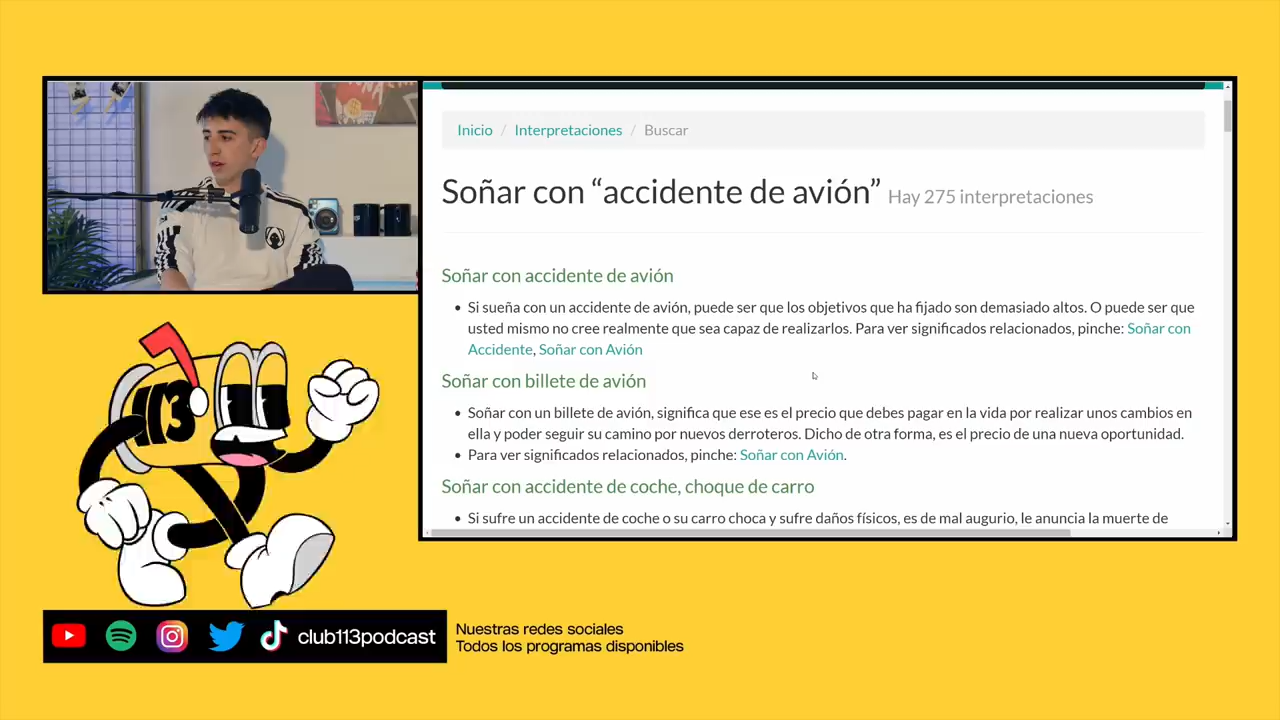 Inicio / Interpretaciones / Buscar
Soñar con “accidente de avión” Hay 275 interpretaciones
Soñar con accidente de avión
• Si sueña con un accidente de avión, puede ser que los objetivos que ha fijado son demasiado altos. O puede ser que
usted mismo no cree realmente que sea capaz de realizarlos. Para ver significados relacionados, pinche: Soñar con
Accidente, Soñar con Avión
Soñar con billete de avión
• Soñar con un billete de avión, significa que ese es el precio que debes pagar en la vida por realizar unos cambios en
ella y poder seguir su camino por nuevos derroteros. Dicho de otra forma, es el precio de una nueva oportunidad.
• Para ver significados relacionados, pinche: Soñar con Avión.
Soñar con accidente de coche, choque de carro
• Si sufre un accidente de coche o su carro choca y sufre daños físicos, es de mal augurio, le anuncia la muerte de
113
club113podcast
Nuestras redes sociales
Todos los programas disponibles